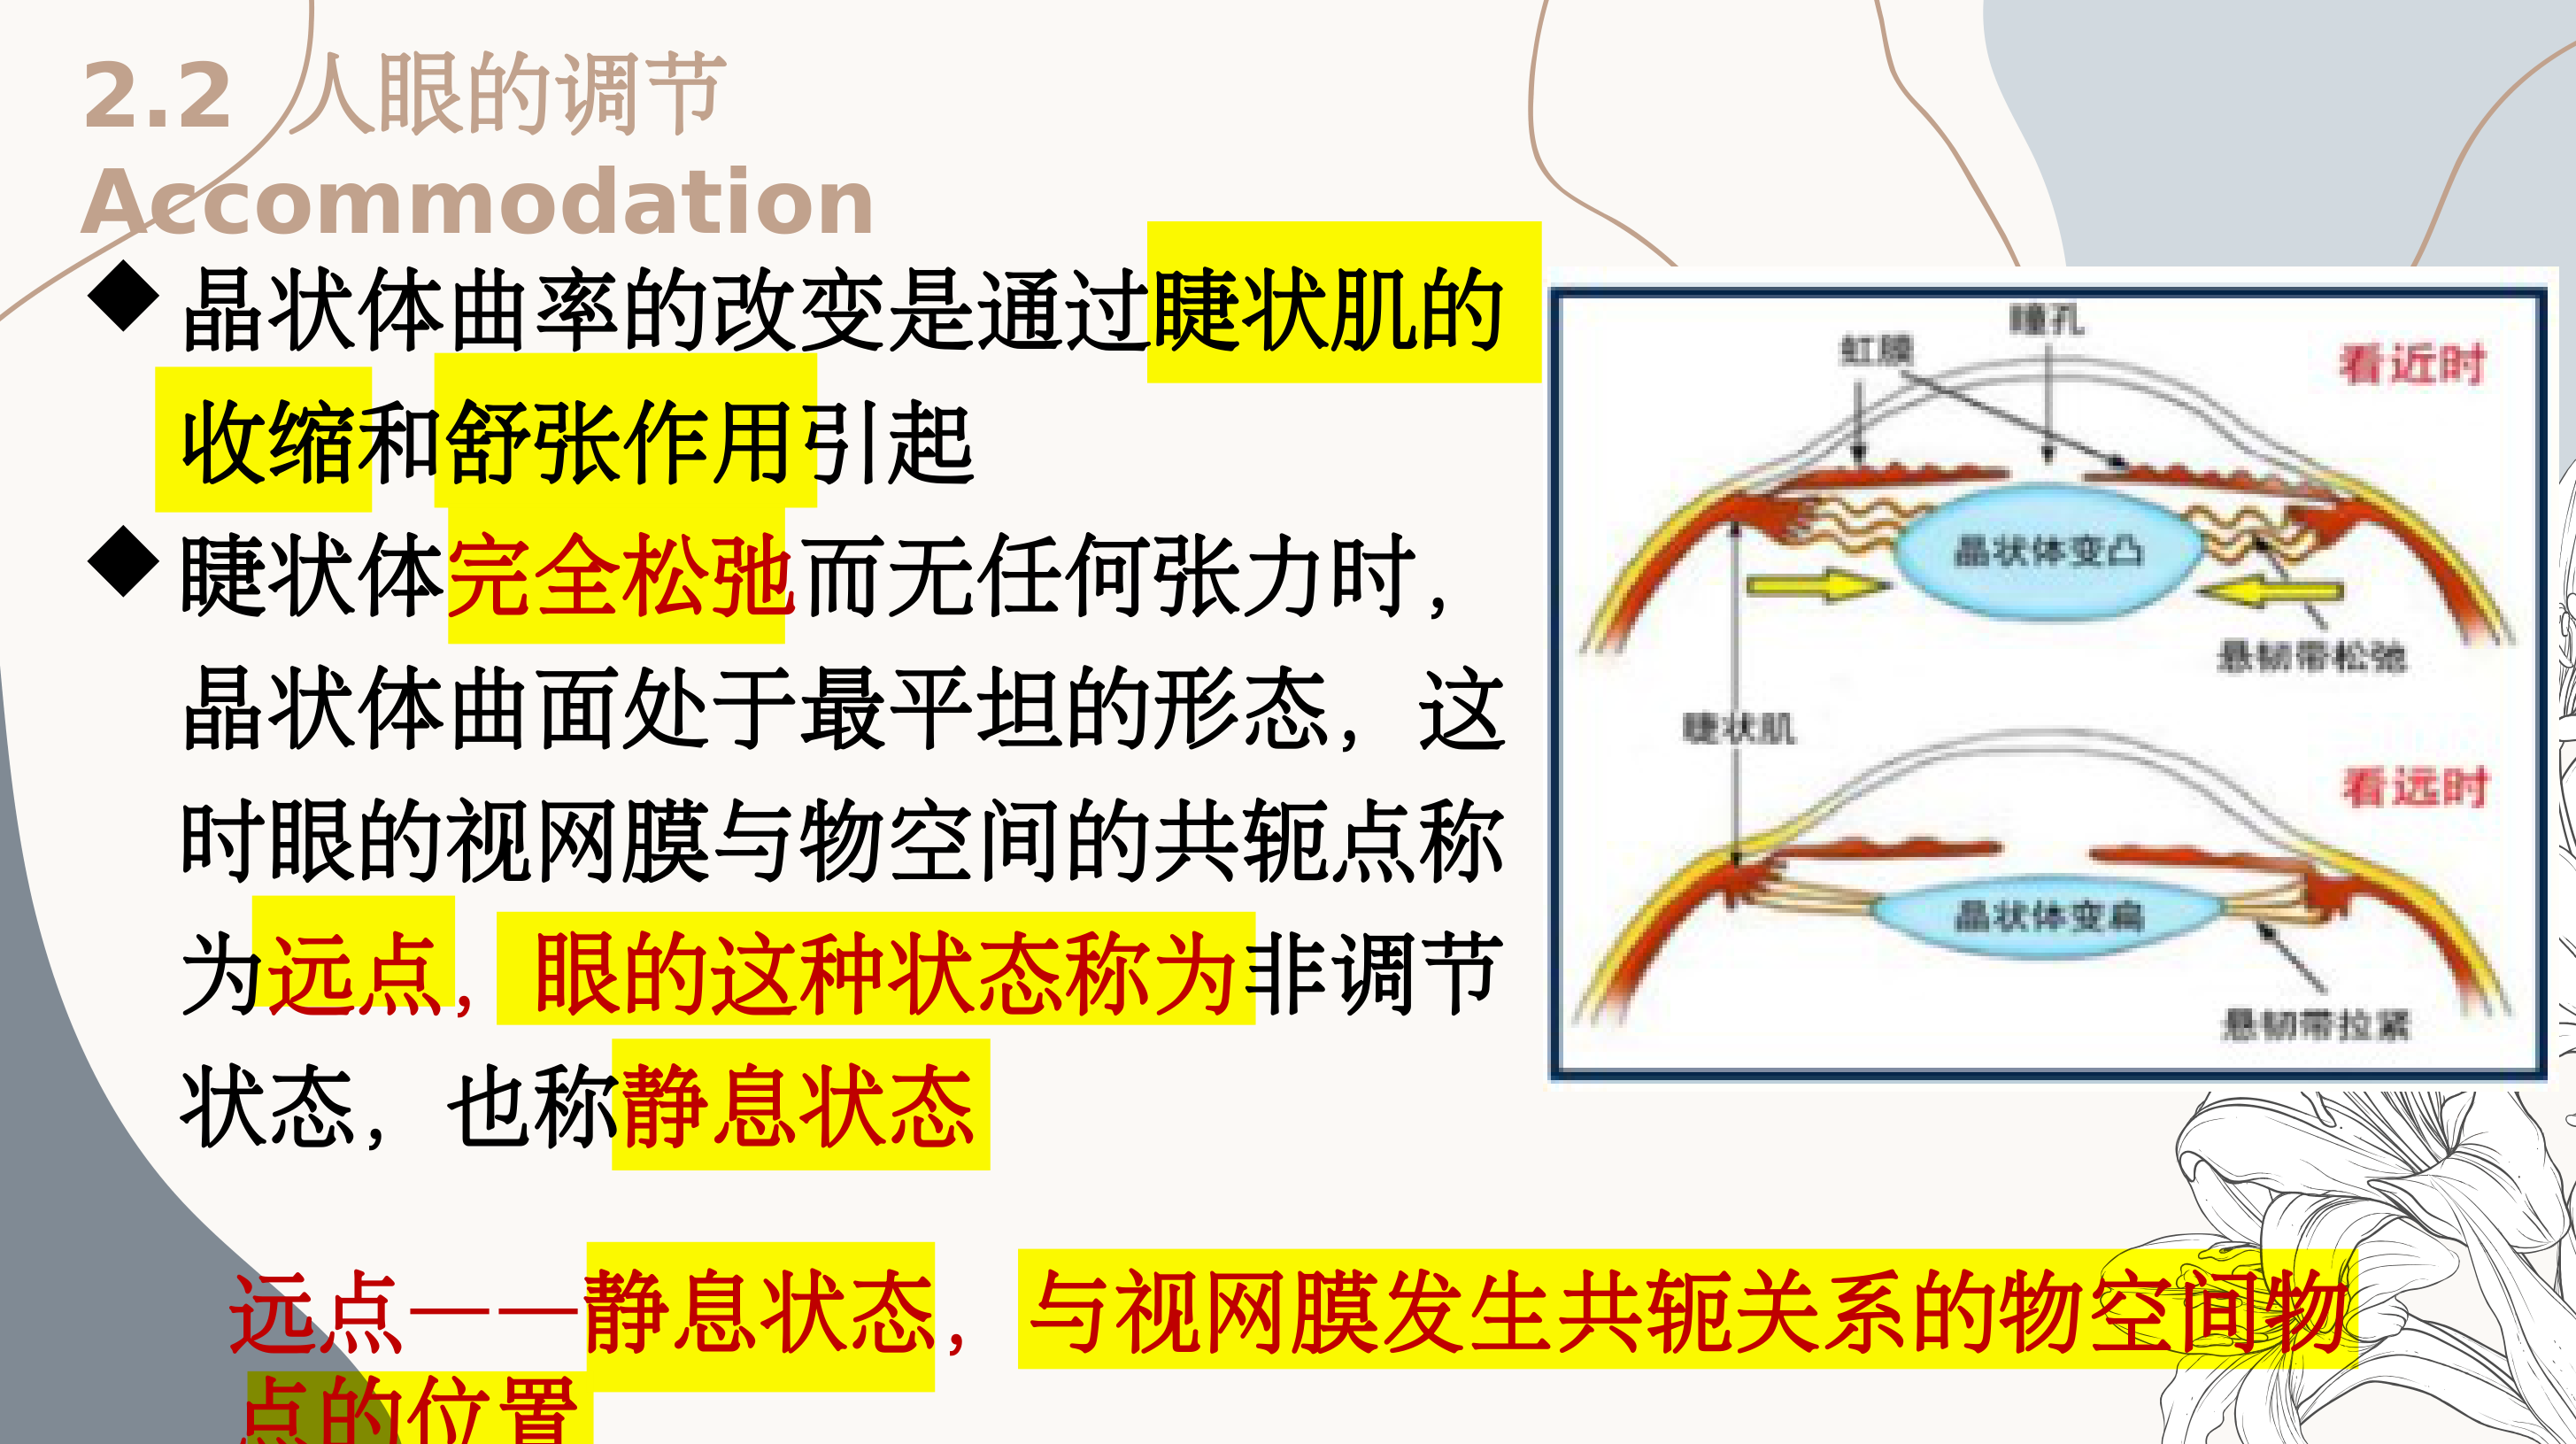 2.2 人眼的调节
Accommodation
晶状体曲率的改变是通过睫状肌的
收缩和舒张作用引起
睫状体完全松弛而无任何张力时，
晶状体曲面处于最平坦的形态，这
时眼的视网膜与物空间的共轭点称
为远点，眼的这种状态称为非调节
状态，也称静息状态
远点——静息状态，与视网膜发生共轭关系的物空间物
点的位置
瞳孔
虹膜
看近时
晶状体变凸
悬韧带松弛
睫状肌
看远时
晶状体变扁
悬韧带拉紧